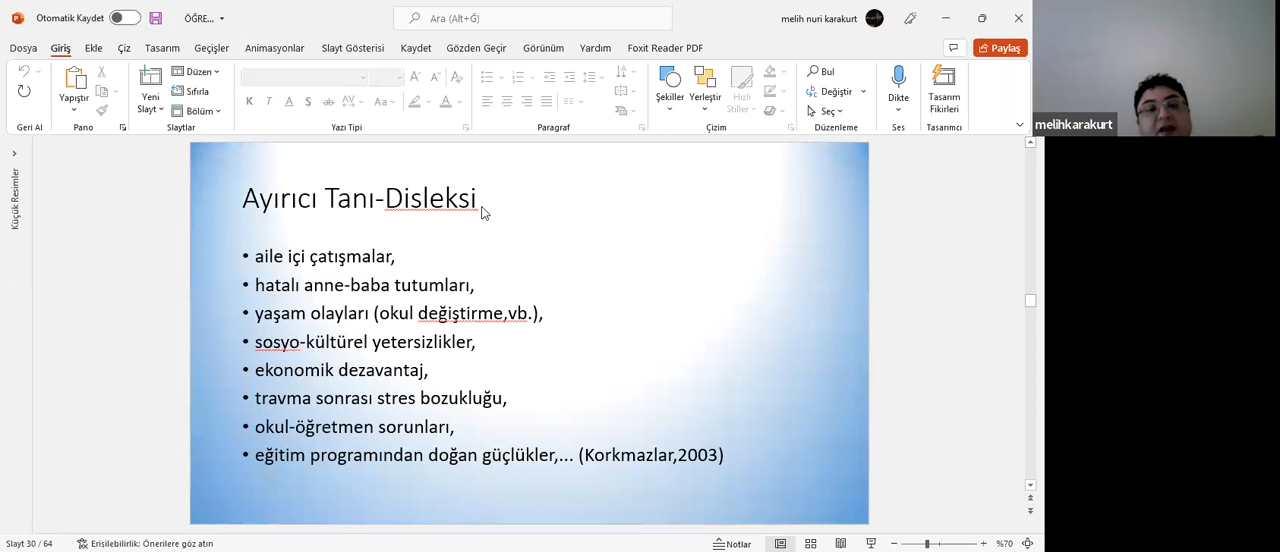 Otomatik Kaydet
ÖĞRE...
Ara (Alt+Ğ)
melih nuri karakurt
Dosya Giriş Ekle Çiz Tasarım Geçişler Animasyonlar Slayt Gösterisi Kaydet Gözden Geçir Görünüm Yardım Foxit Reader PDF
Paylaş
Geri Al
Yapıştır
Pano
Yeni Slayt
Düzen
Sıfırla
Bölüm
Slaytlar
K T A S ab AV Aa A
Yazı Tipi
Paragraf
Şekiller
Yerleştir
Hızlı Stiller
Çizim
Bul
Değiştir
Seç
Düzenleme
Dikte
Ses
Tasarım Fikirleri
Tasarımcı
melihkarakurt
Küçük Resimler
Ayırıcı Tanı-Disleksi
• aile içi çatışmalar,
• hatalı anne-baba tutumları,
• yaşam olayları (okul değiştirme,vb.),
• sosyo-kültürel yetersizlikler,
• ekonomik dezavantaj,
• travma sonrası stres bozukluğu,
• okul-öğretmen sorunları,
• eğitim programından doğan güçlükler,... (Korkmazlar,2003)
Slayt 30 / 64
Erişilebilirlik: Önerilere göz atın
Notlar
%70